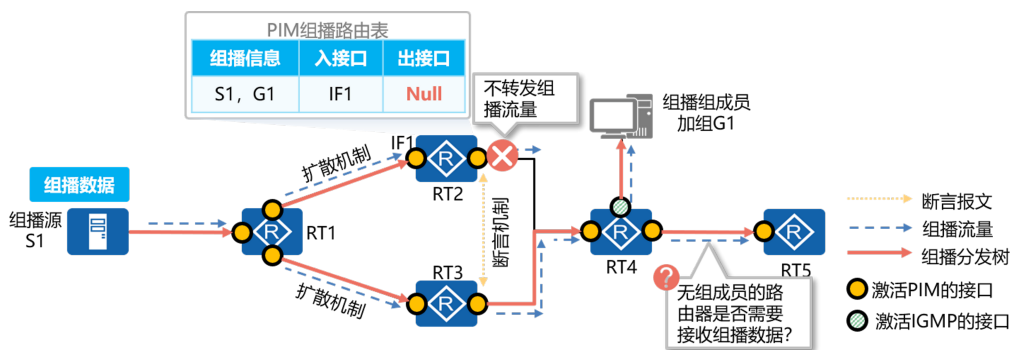 PIM组播路由表
组播信息 入接口 出接口
S1，G1 IF1 Null
不转发组
播流量
组播组成员
加组G1
IF1
扩散机制
R
RT2
组播数据
组播源
S1
R
RT1
断言机制
扩散机制
RT3
R
R
RT4
R
RT5
?
无组成员的路
由器是否需要
接收组播数据?
断言报文
组播流量
组播分发树
激活PIM的接口
激活IGMP的接口